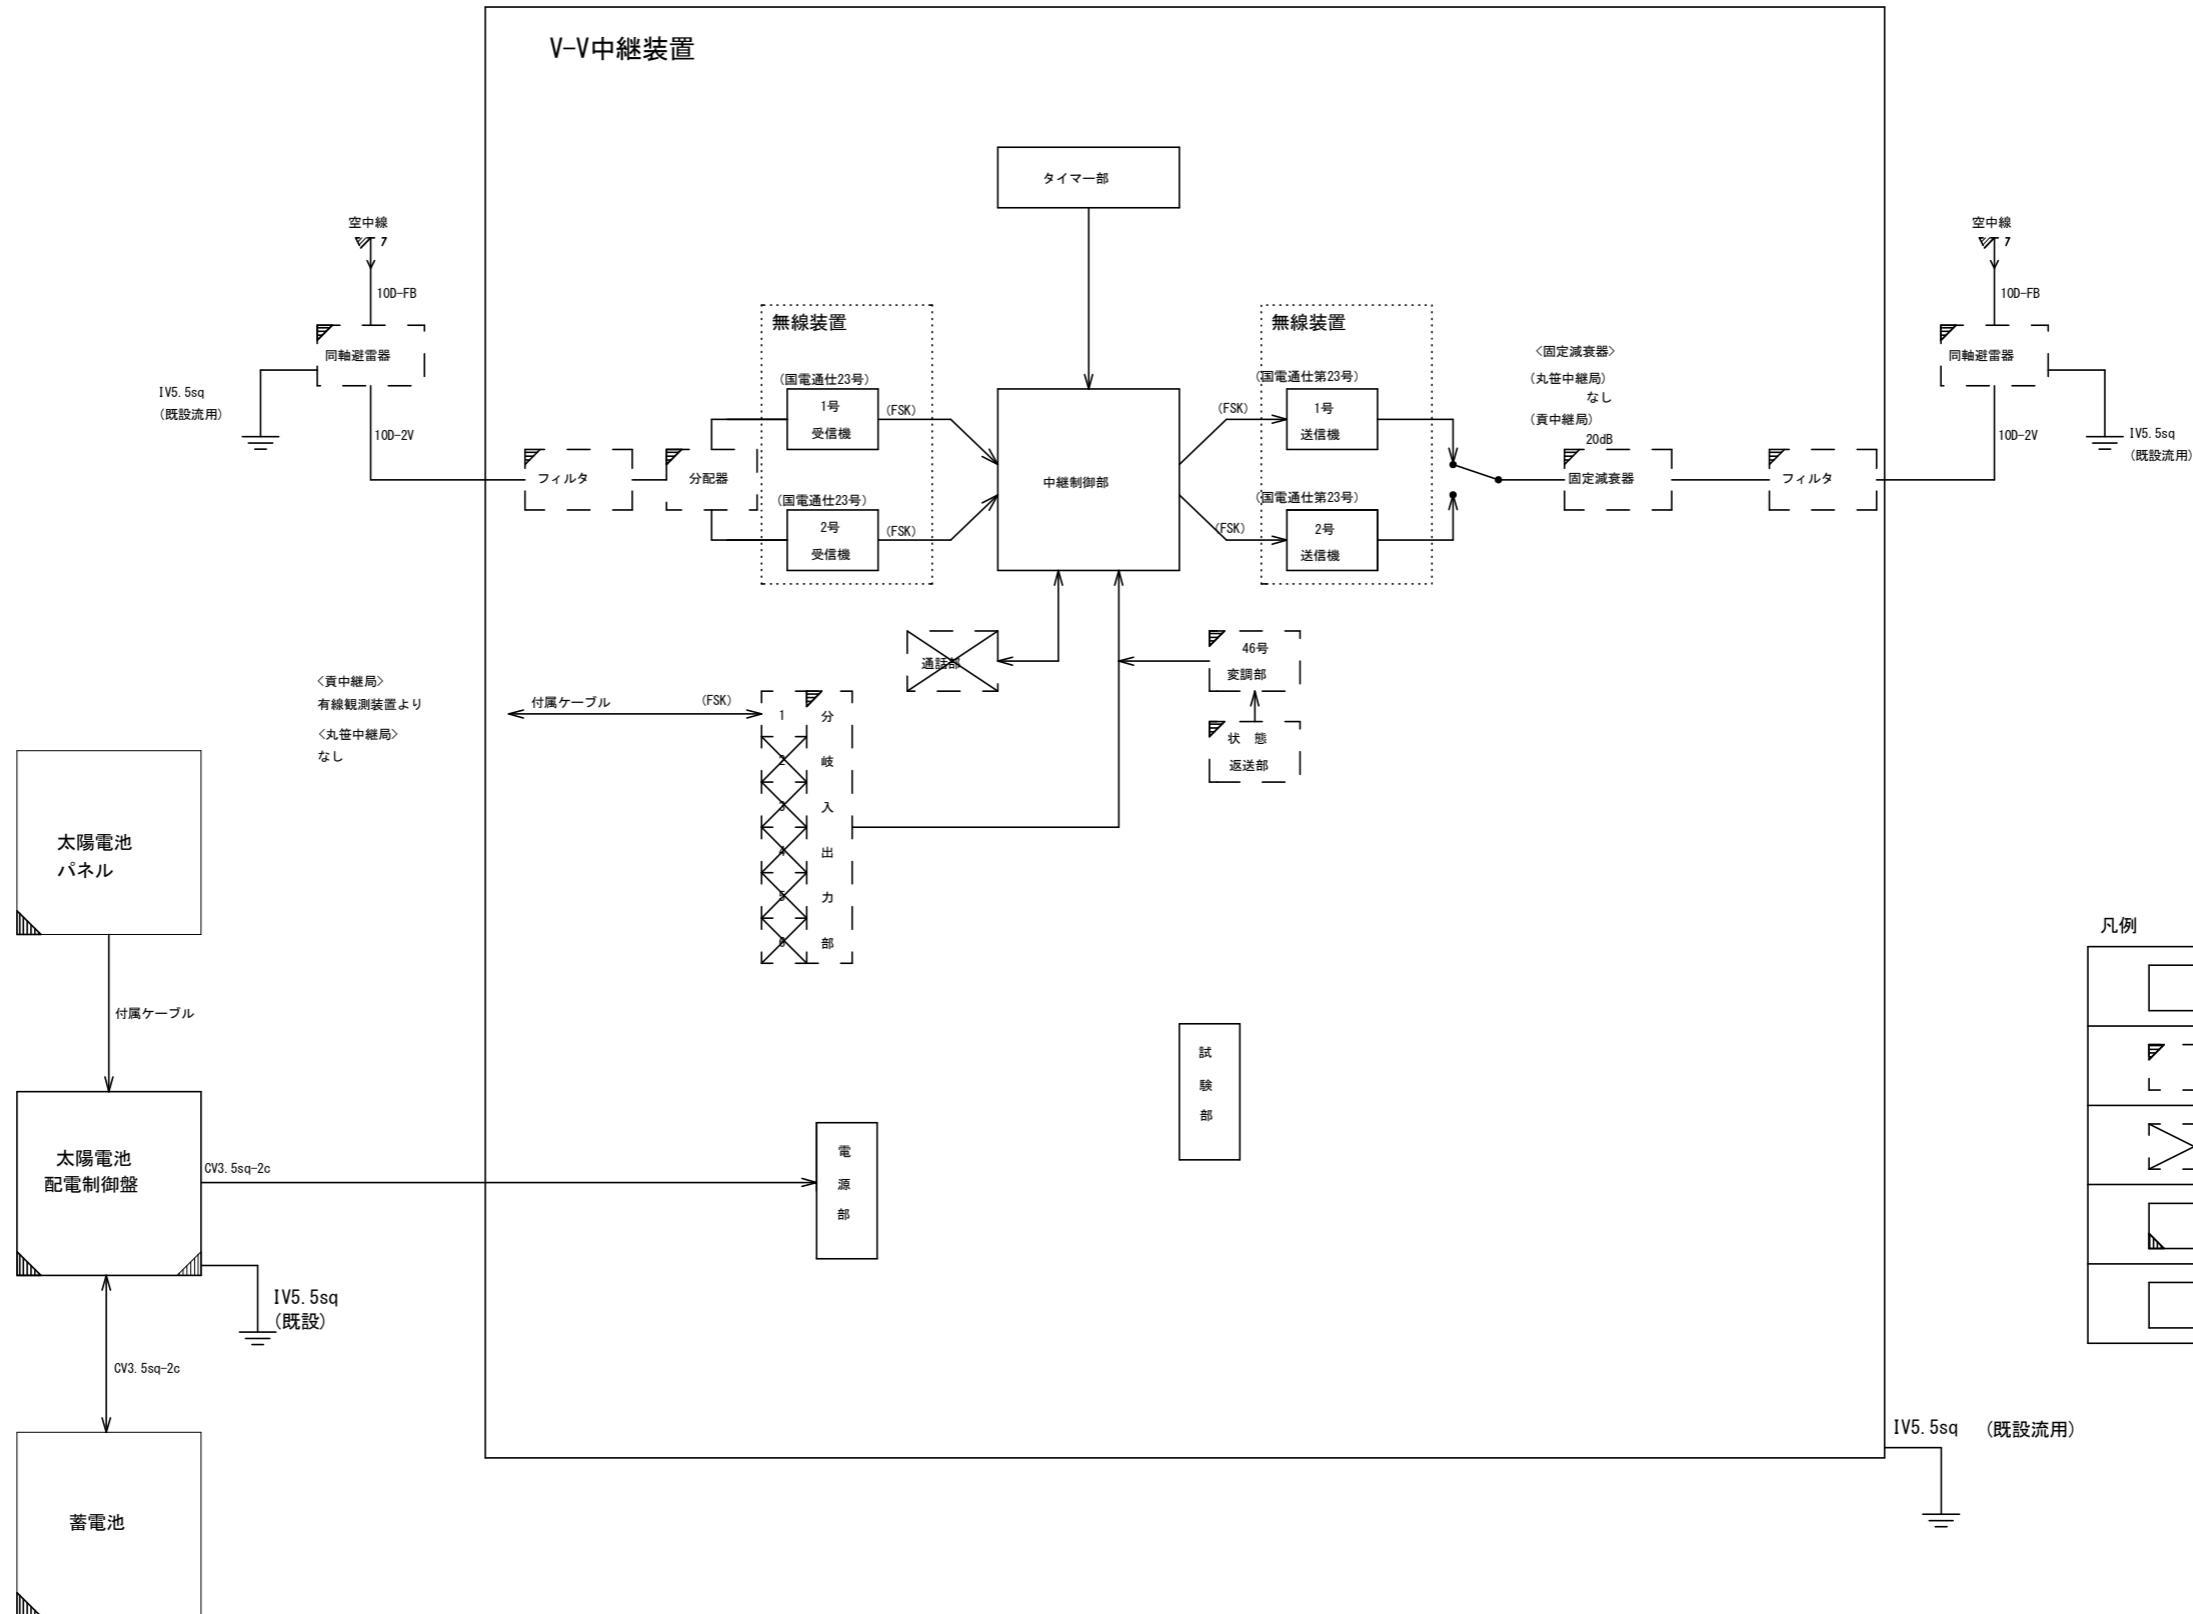 V-V中継装置
タイマー部
空中線
10D-FB
同軸避雷器
IV5.5sq
(既設流用)
10D-2V
フィルタ
分配器
無線装置
(国電通仕23号)
1号
受信機
(FSK)
(国電通仕23号)
2号
受信機
(FSK)
中継制御部
無線装置
(国電通仕第23号)
(FSK)
1号
送信機
(国電通仕第23号)
(FSK)
2号
送信機
<固定減衰器>
(丸笹中継局)
なし
(貢中継局)
20dB
固定減衰器
フィルタ
空中線
10D-FB
同軸避雷器
10D-2V
IV5.5sq
(既設流用)
通話部
46号
変調部
状 態
返送部
<貢中継局>
有線観測装置より
<丸笹中継局>
なし
付属ケーブル
(FSK)
1
2
3
4
5
6
分
岐
入
出
力
部
太陽電池
パネル
付属ケーブル
太陽電池
配電制御盤
CV3.5sq-2c
IV5.5sq
(既設)
CV3.5sq-2c
蓄電池
電
源
部
試
験
部
凡例
IV5.5sq (既設流用)